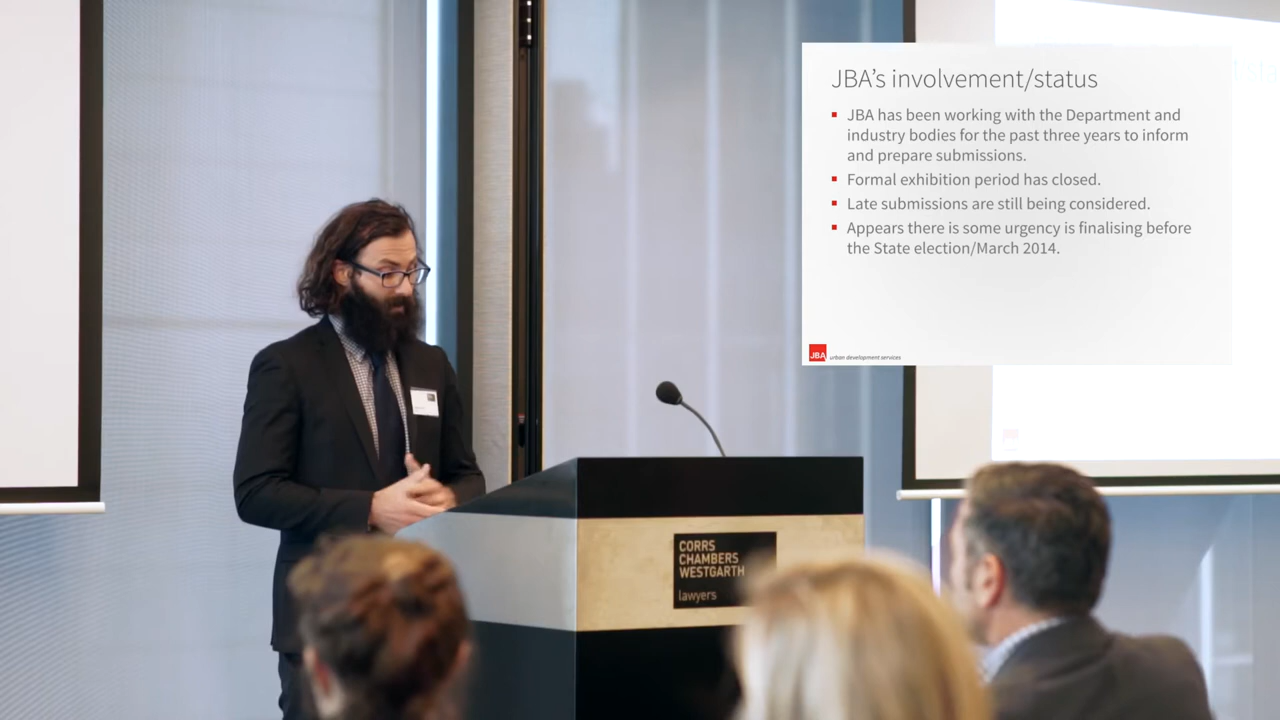 JBA's involvement/status
JBA has been working with the Department and
industry bodies for the past three years to inform
and prepare submissions.
Formal exhibition period has closed.
Late submissions are still being considered.
Appears there is some urgency is finalising before
the State election/March 2014.
JBA urban development services
CORRS
CHAMBERS
WESTGARTH
lawyers